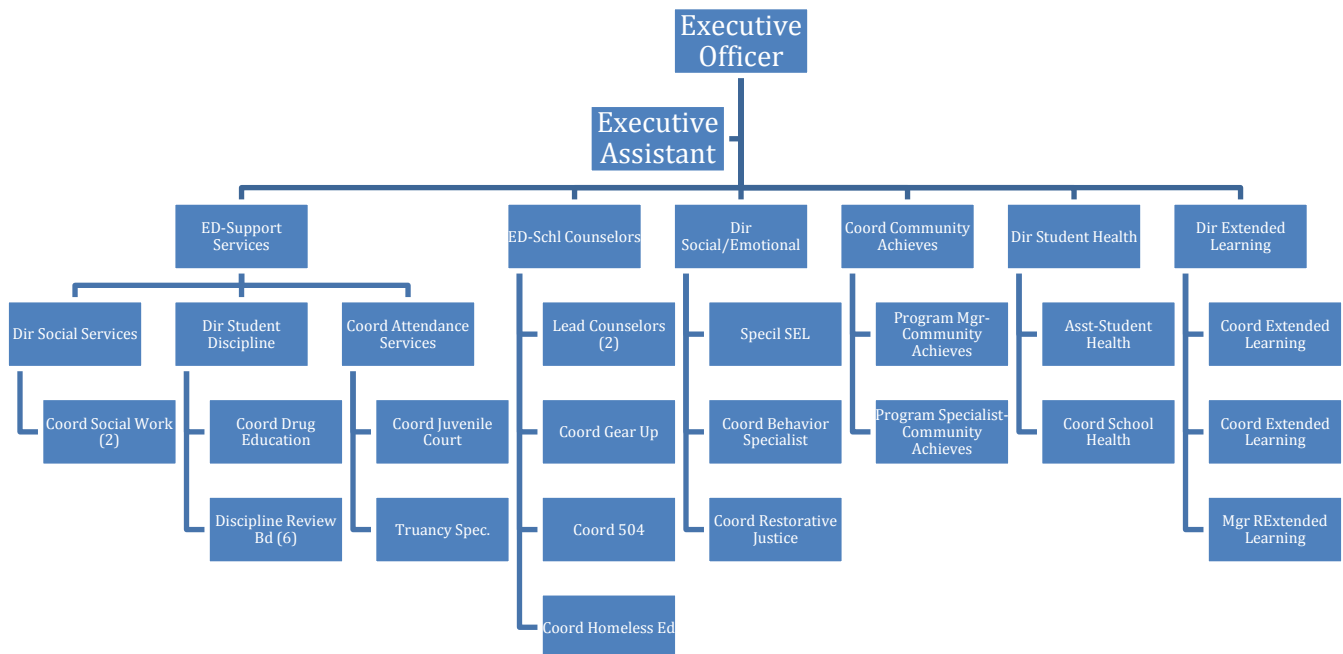 Executive
Officer
Executive
Assistant
ED-Support
Services
ED-Schl Counselors
Dir
Social/Emotional
Coord Community
Achieves
Dir Student Health
Dir Extended
Learning
Dir Social Services
Dir Student
Discipline
Coord Attendance
Services
Lead Counselors
(2)
Specil SEL
Program Mgr-
Community
Achieves
Asst-Student
Health
Coord Extended
Learning
Coord Social Work
(2)
Coord Drug
Education
Coord Juvenile
Court
Coord Gear Up
Coord Behavior
Specialist
Program Specialist-
Community
Achieves
Coord School
Health
Coord Extended
Learning
Discipline Review
Bd (6)
Truancy Spec.
Coord 504
Coord Restorative
Justice
Mgr RExtended
Learning
Coord Homeless Ed